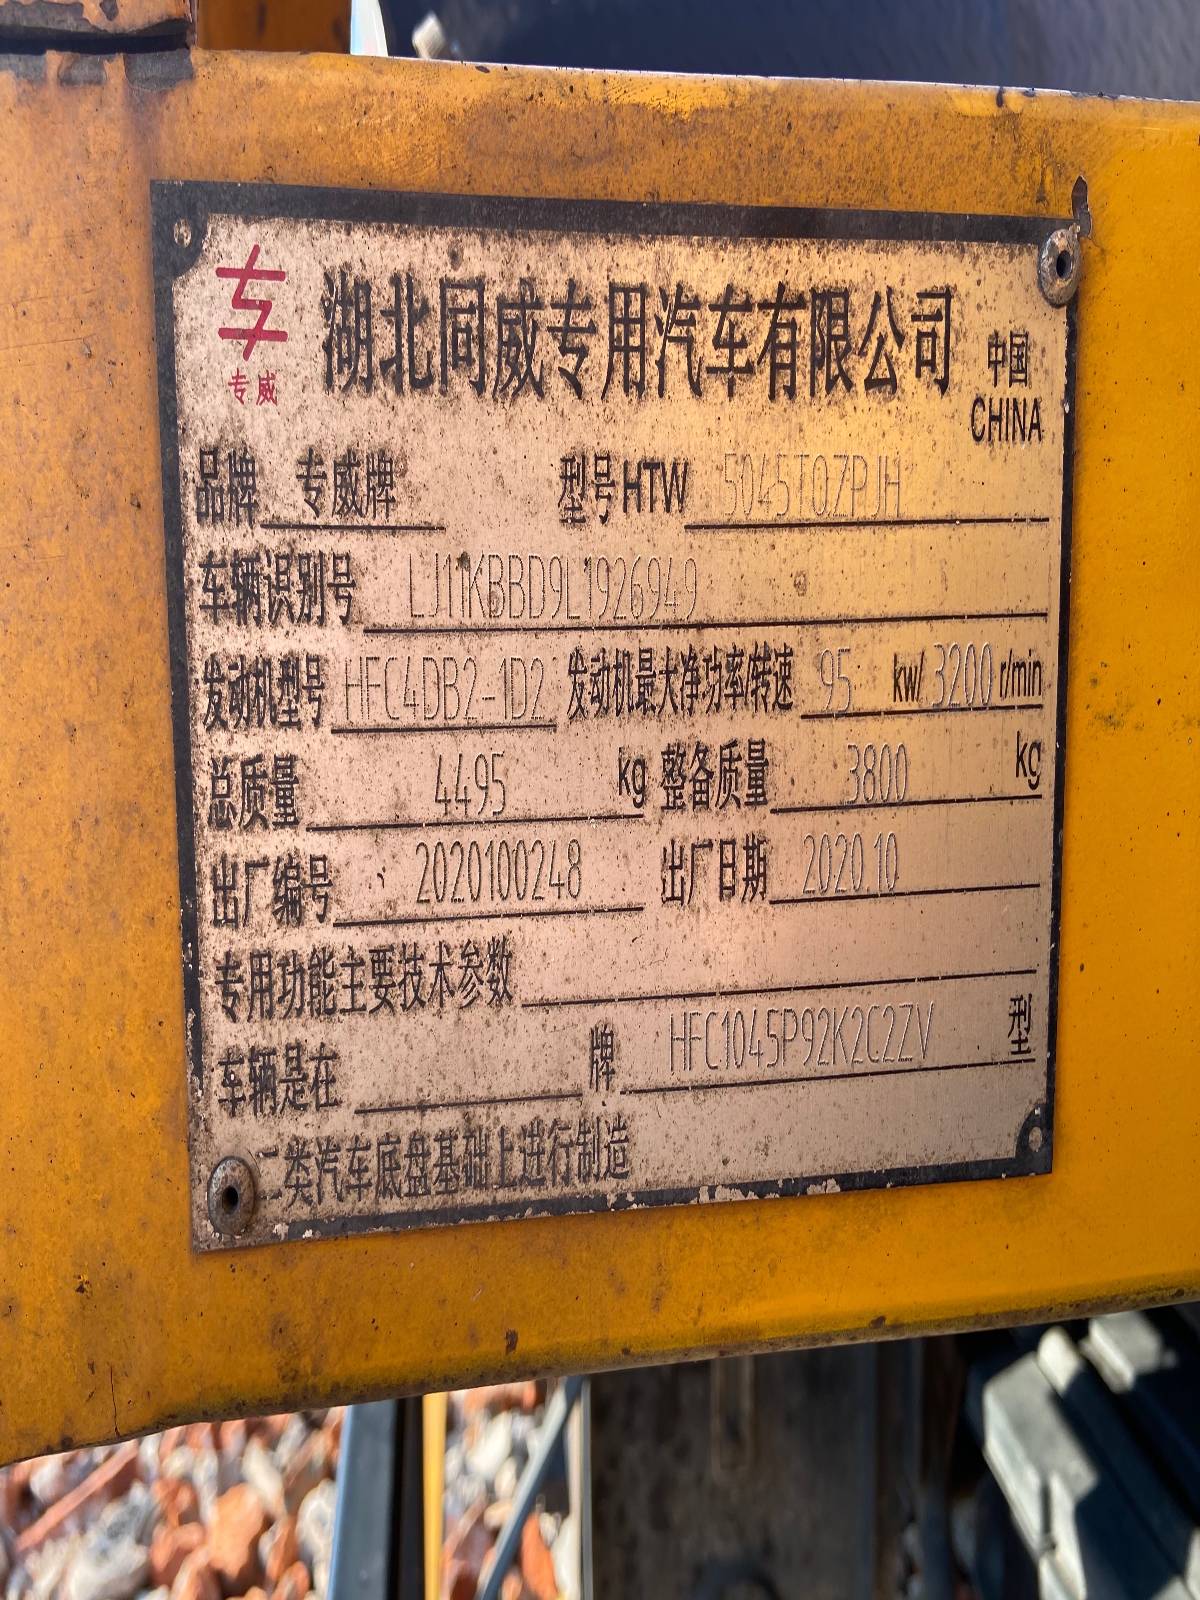 专威
湖北同威专用汽车有限公司
中国
CHINA
品牌 专威牌 型号HTW 5045TQZPJH
车辆识别号 LJ11KBBD9L1926949
发动机型号 HFC4DB2-1D2 发动机最大净功率/转速 95 kw/ 3200 r/min
总质量 4495 kg 整备质量 3800 kg
出厂编号 2020100248 出厂日期 2020.10
专用功能主要技术参数
车辆是在 牌 HFC1045P92K2C2ZV 型
二类汽车底盘基础上进行制造